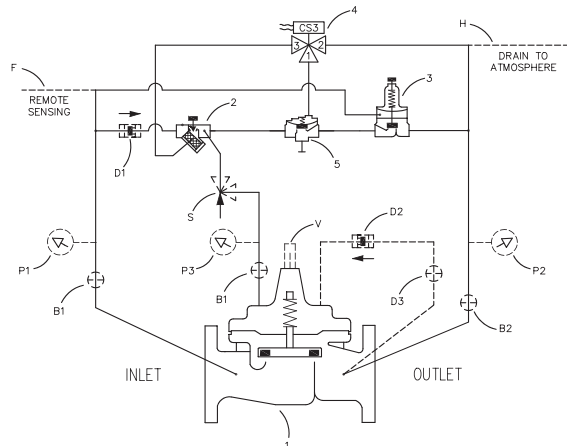 4
H
CS3
3
2
1
F
3
DRAIN TO
ATMOSPHERE
REMOTE
SENSING
2
D1
5
S
V
D2
P1
P3
B1
D3
P2
B1
B2
INLET
OUTLET
1